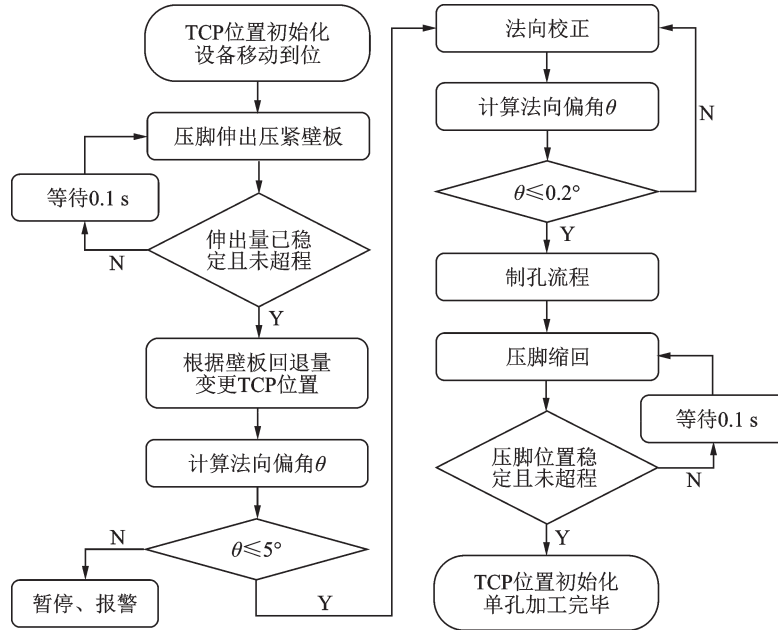 TCP位置初始化
设备移动到位
压脚伸出压紧壁板
等待0.1 s
伸出量已稳
定且未超程
N
Y
根据壁板回退量
变更TCP位置
计算法向偏角θ
θ≤5°
N
Y
暂停、报警
法向校正
计算法向偏角θ
N
θ≤0.2°
Y
制孔流程
压脚缩回
等待0.1 s
压脚位置稳
定且未超程
N
Y
TCP位置初始化
单孔加工完毕